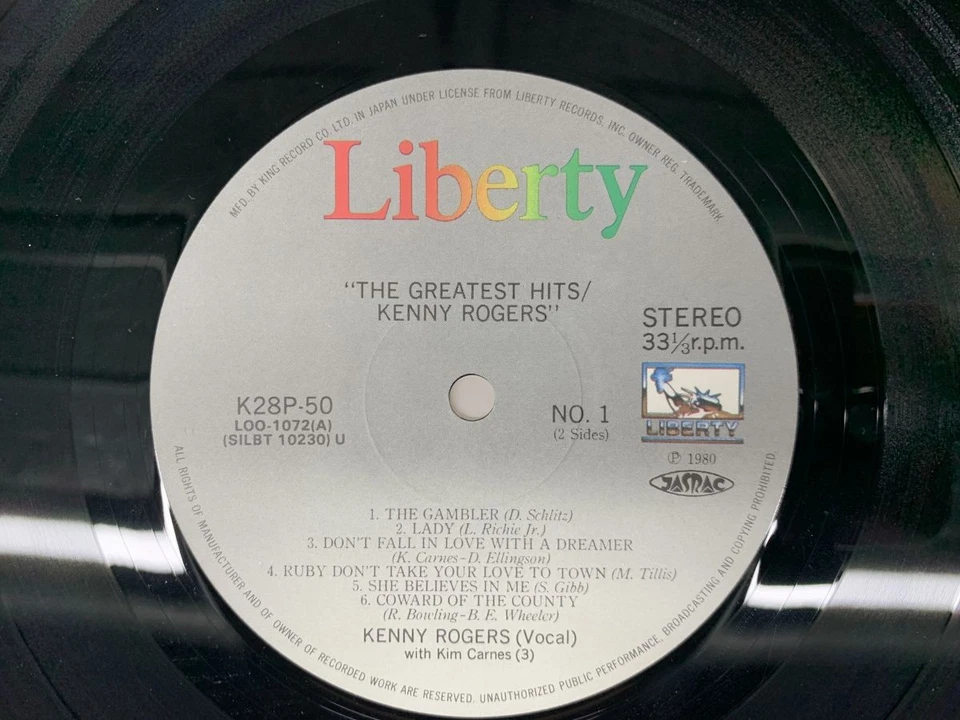 MFD. BY KING RECORD CO. LTD. IN JAPAN UNDER LICENSE FROM LIBERTY RECORDS, INC. OWNER REG. TRADEMARK.
Liberty
"THE GREATEST HITS/
KENNY ROGERS"
STEREO
33⅓r.p.m.
K28P-50
LOO-1072(A)
(SILBT 10230) U
NO. 1
(2 Sides)
LIBERTY
Ⓟ 1980
JASRAC
1. THE GAMBLER (D. Schlitz)
2. LADY (L. Richie Jr.)
3. DON'T FALL IN LOVE WITH A DREAMER
(K. Carnes-D. Ellingson)
4. RUBY DON'T TAKE YOUR LOVE TO TOWN (M. Tillis)
5. SHE BELIEVES IN ME (S. Gibb)
6. COWARD OF THE COUNTY
(R. Bowling-B. E. Wheeler)
KENNY ROGERS (Vocal)
with Kim Carnes (3)
ALL RIGHTS OF MANUFACTURER AND OF OWNER OF RECORDED WORK ARE RESERVED. UNAUTHORIZED PUBLIC PERFORMANCE, BROADCASTING AND COPYING PROHIBITED.